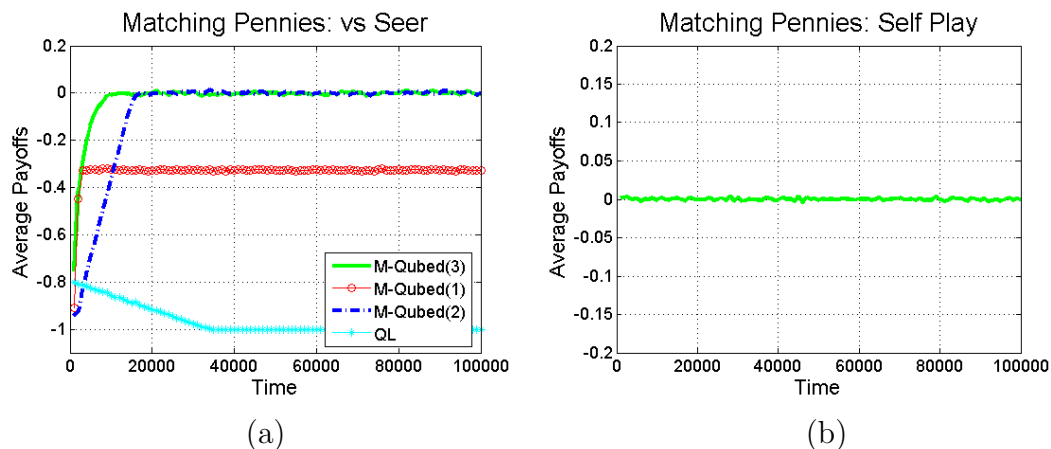 Matching Pennies: vs Seer
0.2
0
-0.2
-0.4
-0.6
-0.8
-1
Average Payoffs
M-Qubed(3)
M-Qubed(1)
M-Qubed(2)
QL
0 20000 40000 60000 80000 100000
Time
(a)
Matching Pennies: Self Play
0.2
0.15
0.1
0.05
0
-0.05
-0.1
-0.15
-0.2
Average Payoffs
0 20000 40000 60000 80000 100000
Time
(b)